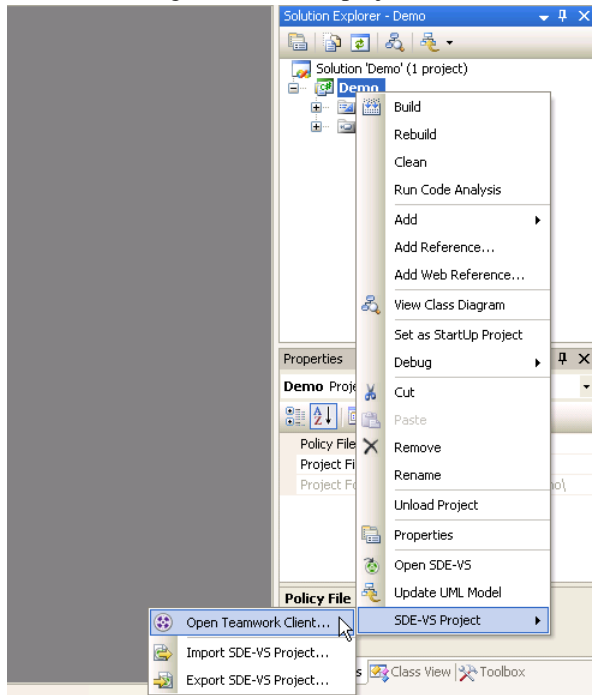 Solution Explorer - Demo
Solution 'Demo' (1 project)
Demo
Build
Rebuild
Clean
Run Code Analysis
Add
Add Reference...
Add Web Reference...
View Class Diagram
Set as StartUp Project
Properties
Debug
Demo Proje
Cut
Paste
Policy File
Remove
Project Fi
Rename
Project Fo
no\
Unload Project
Properties
Open SDE-VS
Policy File
Update UML Model
SDE-VS Project
Open Teamwork Client...
Import SDE-VS Project...
s Class View Toolbox
Export SDE-VS Project...